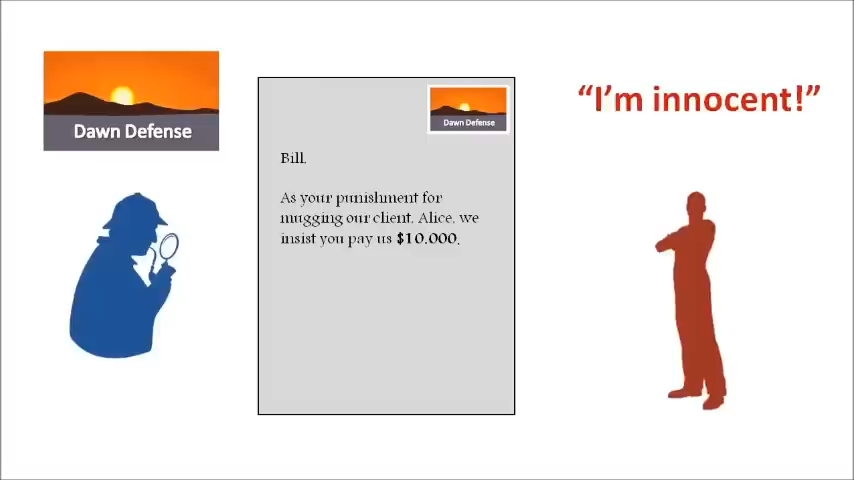 Dawn Defense
Dawn Defense
Bill,
As your punishment for
mugging our client, Alice, we
insist you pay us $10,000.
“I’m innocent!”